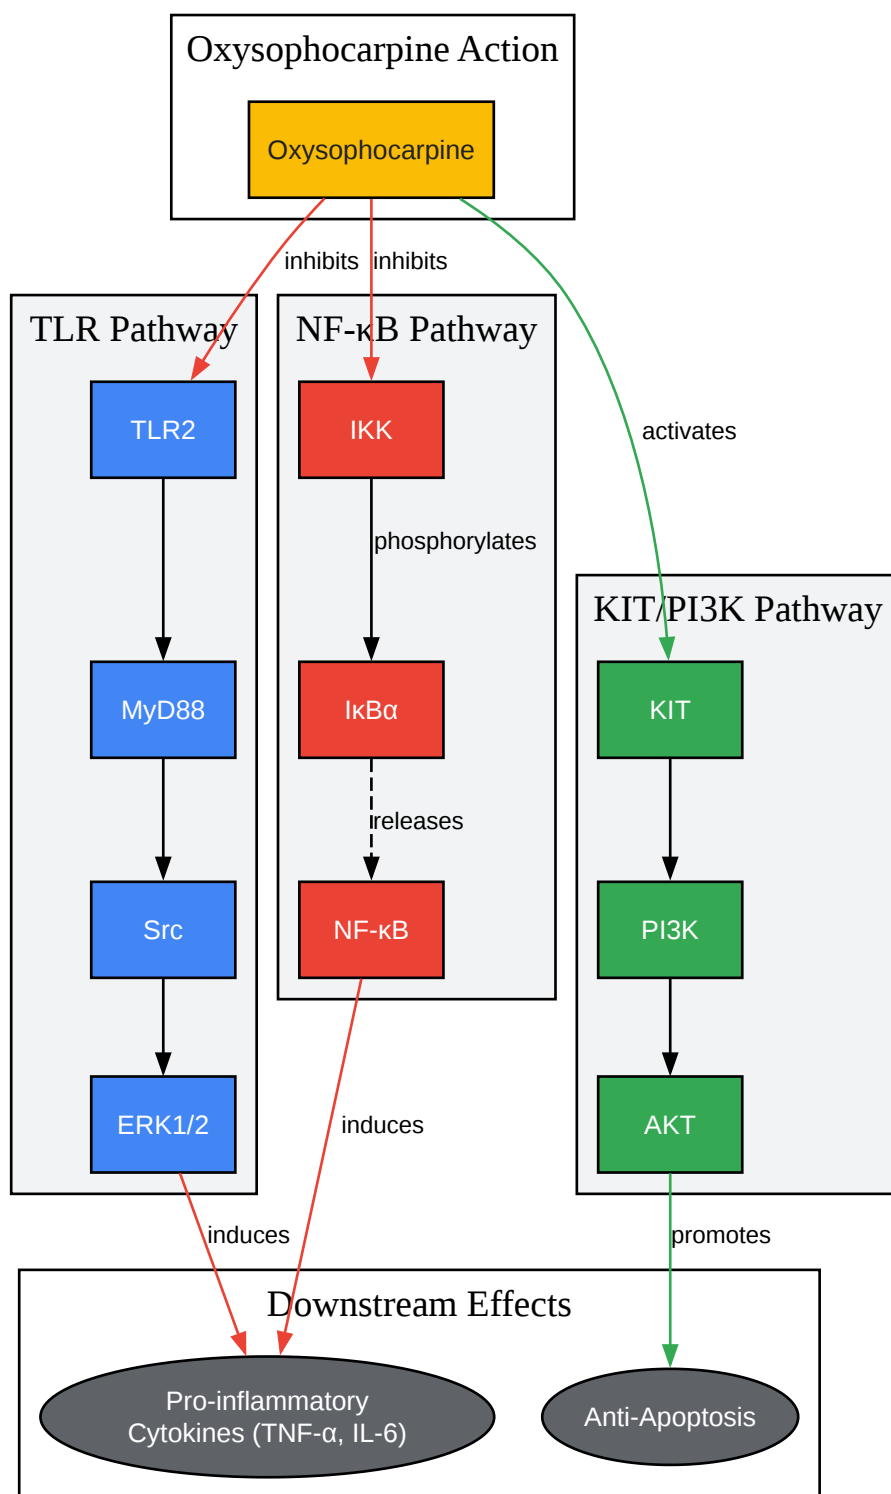 Oxysophocarpine Action
Oxysophocarpine
inhibits
inhibits
TLR Pathway
NF-κB Pathway
TLR2
IKK
activates
phosphorylates
KIT/PI3K Pathway
MyD88
IκBα
KIT
releases
Src
NF-κB
PI3K
ERK1/2
induces
AKT
induces
promotes
Downstream Effects
Pro-inflammatory
Cytokines (TNF-α, IL-6)
Anti-Apoptosis